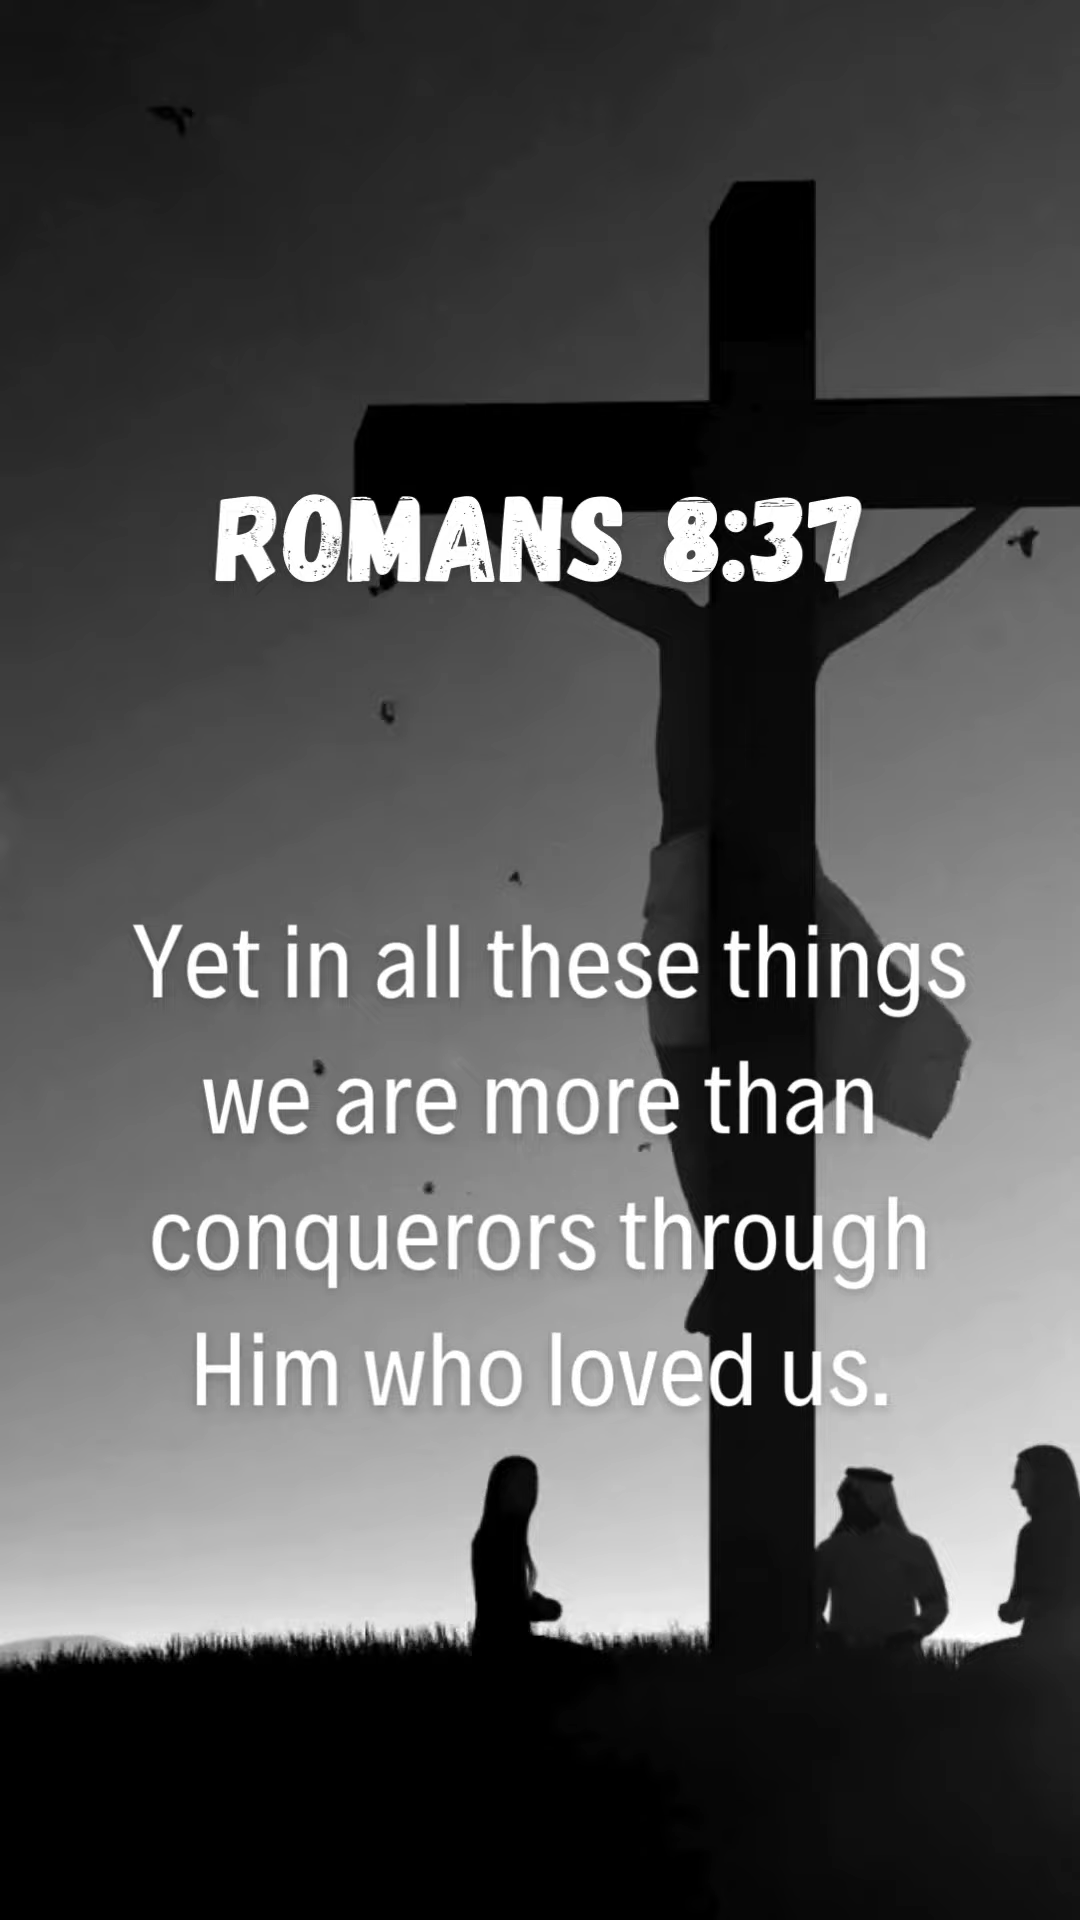 ROMANS 8:37
Yet in all these things
we are more than
conquerors through
Him who loved us.